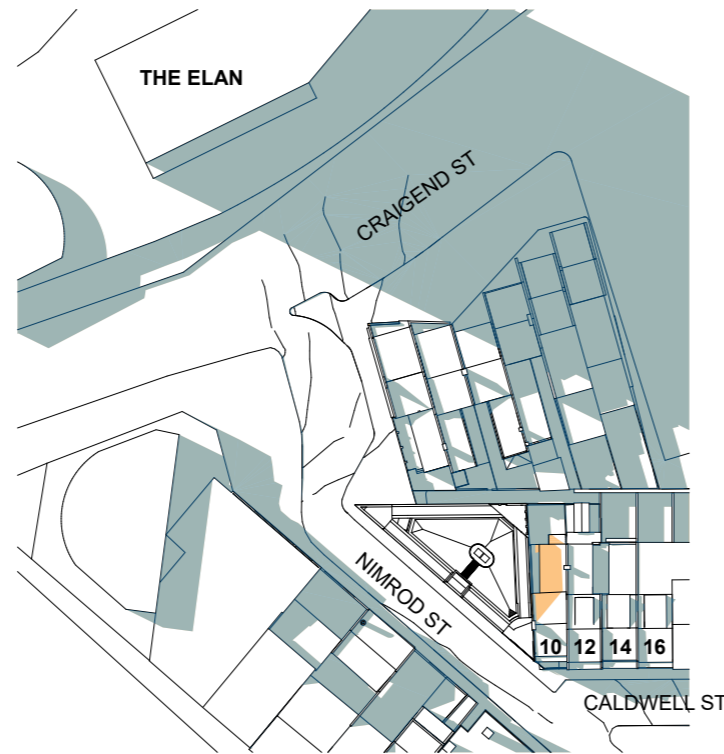 THE ELAN
CRAIGEND ST
NIMROD ST
10 12 14 16
CALDWELL ST